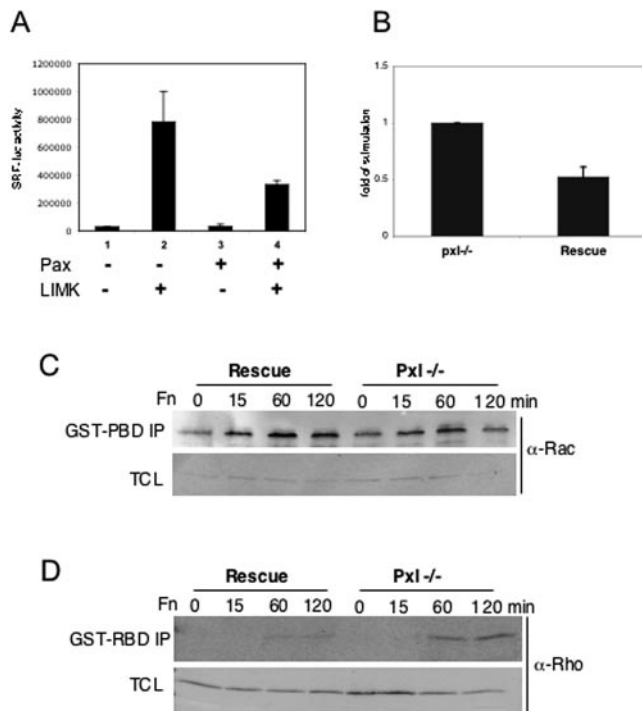 A
B
1200000
1000000
800000
600000
400000
200000
0
SRF.luc activity
1 2 3 4
Pax - - + +
LIMK - + - +
1.5
1
0.5
0
fold of stimulation
pxl-/- Rescue
C
Rescue Pxl -/-
Fn 0 15 60 120 0 15 60 120 min
GST-PBD IP
TCL
α-Rac
D
Rescue Pxl -/-
Fn 0 15 60 120 0 15 60 120 min
GST-RBD IP
TCL
α-Rho